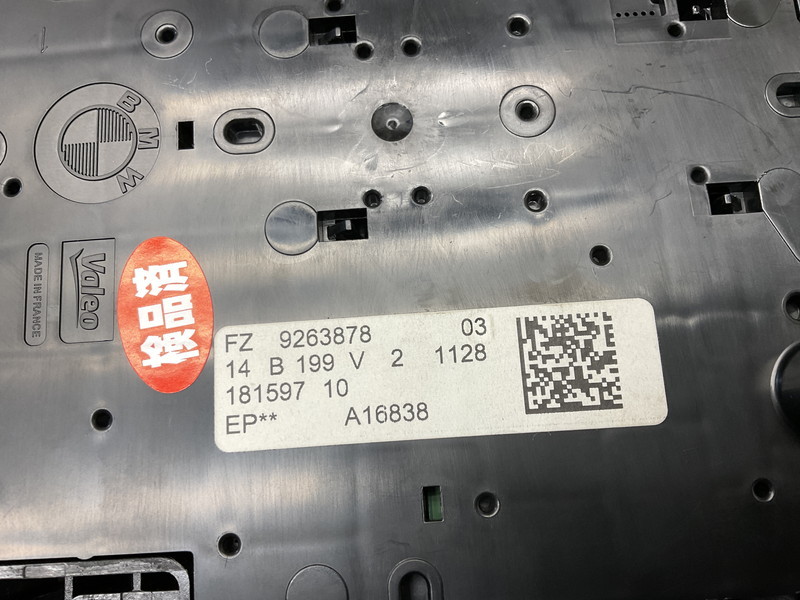 BMW
Valeo
MADE IN FRANCE
検品済
FZ 9263878 03
14 B 199 V 2 1128
181597 10
EP** A16838